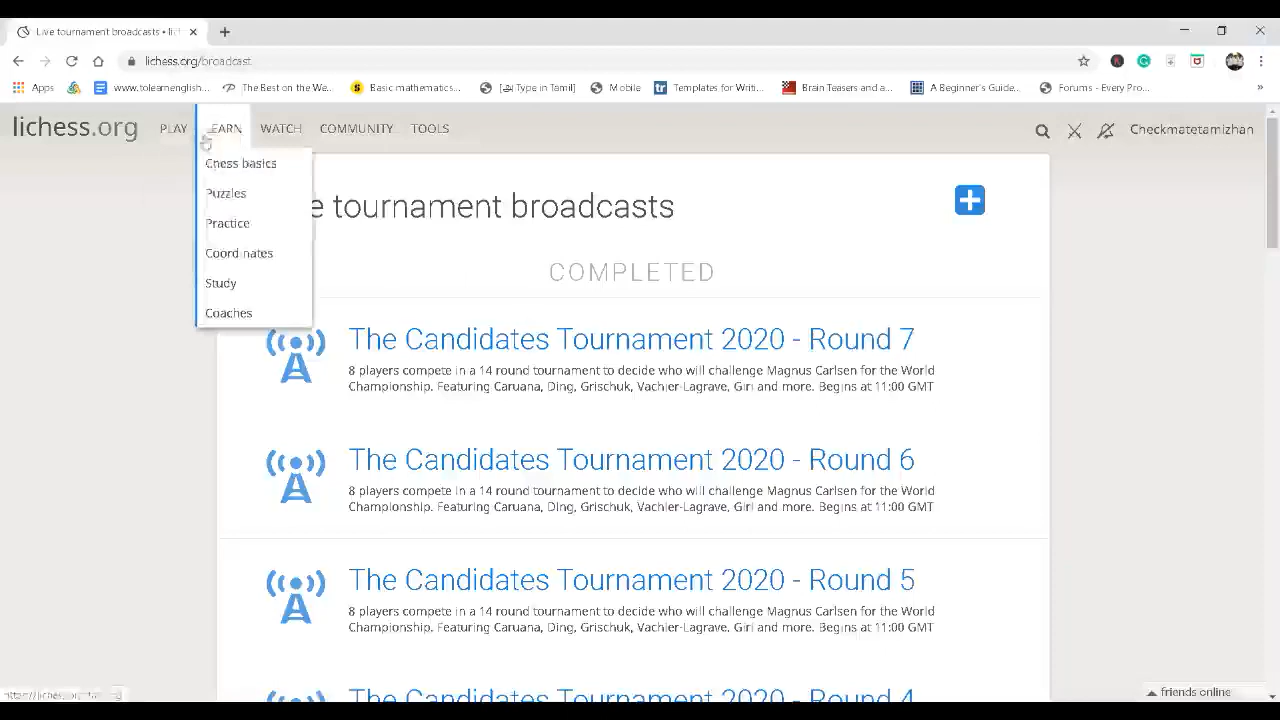 Live tournament broadcasts • li
lichess.org/broadcast
Apps
www.tolearnenglish...
The Best on the We...
Basic mathematics...
Type in Tamil]
Mobile
Templates for Writi...
Brain Teasers and a...
A Beginner's Guide...
Forums - Every Pro...
»
lichess.org
PLAY
EARN
WATCH
COMMUNITY
TOOLS
Checkmatetamizhan
Chess basics
Puzzles
Practice
Coordinates
Study
Coaches
e tournament broadcasts
COMPLETED
The Candidates Tournament 2020 - Round 7
8 players compete in a 14 round tournament to decide who will challenge Magnus Carlsen for the World
Championship. Featuring Caruana, Ding, Grischuk, Vachier-Lagrave, Giri and more. Begins at 11:00 GMT
The Candidates Tournament 2020 - Round 6
8 players compete in a 14 round tournament to decide who will challenge Magnus Carlsen for the World
Championship. Featuring Caruana, Ding, Grischuk, Vachier-Lagrave, Giri and more. Begins at 11:00 GMT
The Candidates Tournament 2020 - Round 5
8 players compete in a 14 round tournament to decide who will challenge Magnus Carlsen for the World
Championship. Featuring Caruana, Ding, Grischuk, Vachier-Lagrave, Giri and more. Begins at 11:00 GMT
The Candidates Tournament 2020 - Round 4
friends online